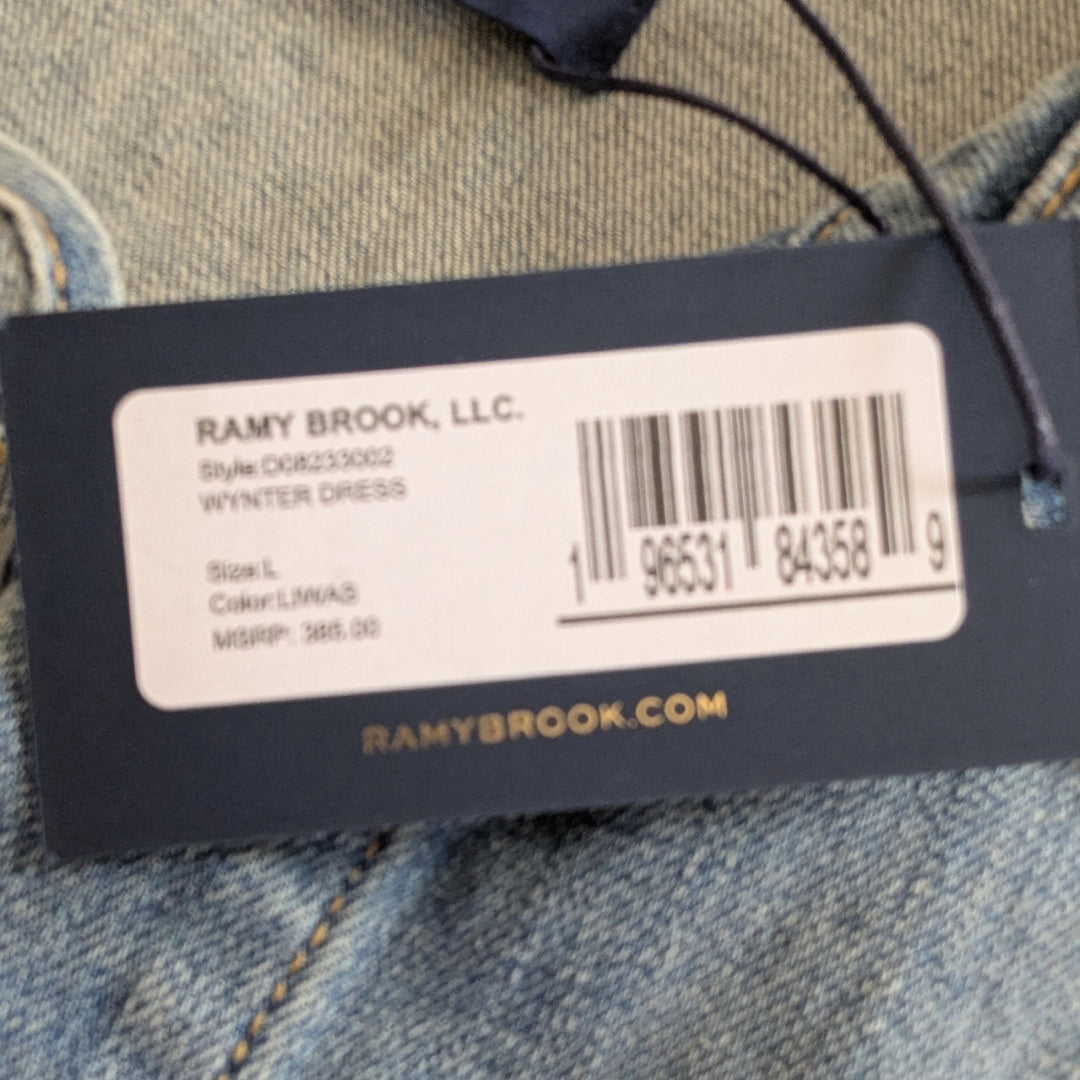 RAMY BROOK, LLC.
Style:D08233002
WYNTER DRESS
Size:L
Color:LIWAS
MSRP: 385.00
1 96531 84358 9
RAMYBROOK.COM